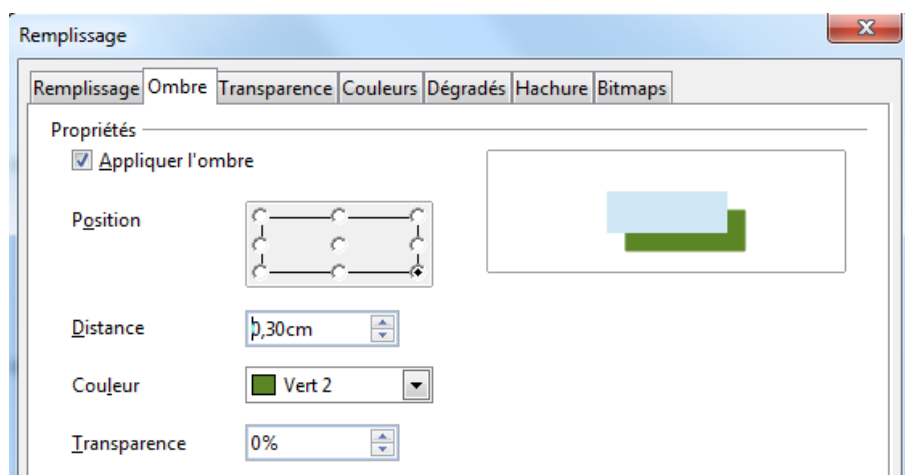 Remplissage
Remplissage Ombre Transparence Couleurs Dégradés Hachure Bitmaps
Propriétés
Appliquer l'ombre
Position
Distance 0,30cm
Couleur Vert 2
Transparence 0%